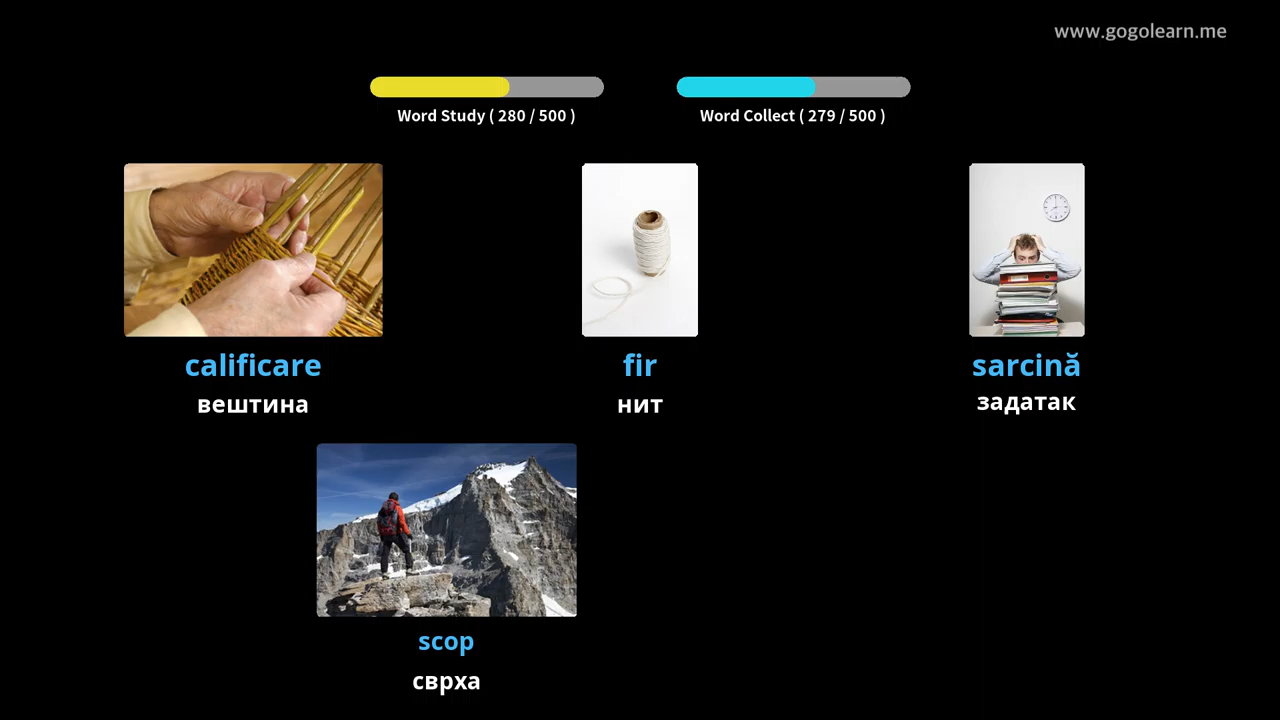 www.gogolearn.me
Word Study ( 280 / 500 )
Word Collect ( 279 / 500 )
calificare
fir
sarcină
вештина
нит
задатак
scop
сврха